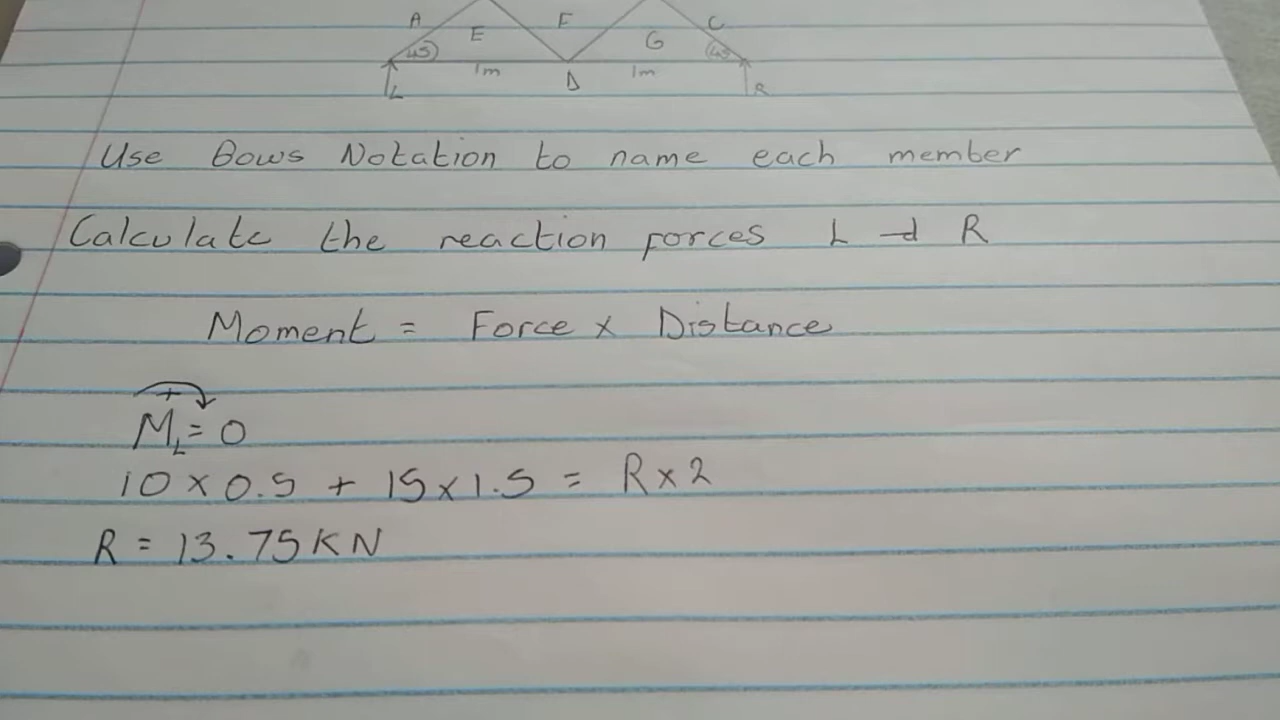 A E F G C
45 45
1m D 1m
L R
Use Bows Notation to name each member
Calculate the reaction forces L → R
Moment = Force x Distance
+
M_L = 0
10 x 0.5 + 15 x 1.5 = R x 2
R = 13.75 KN